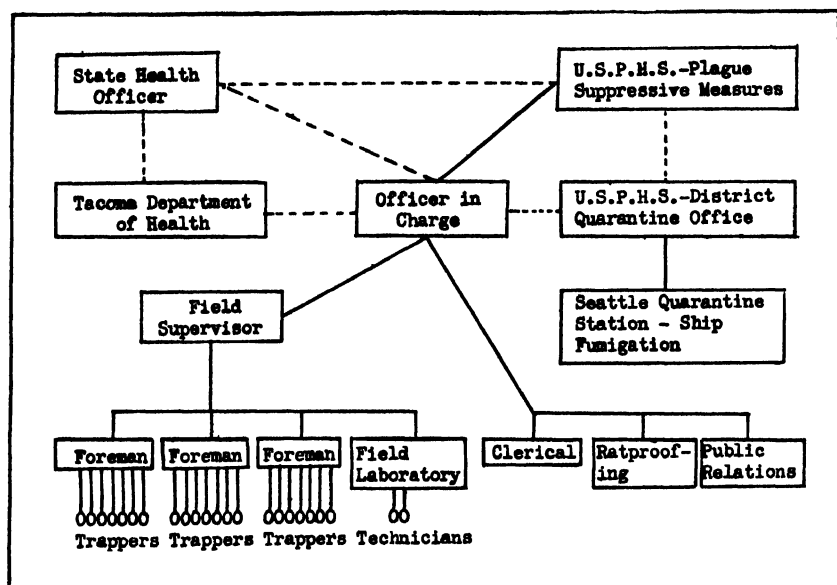 State Health
Officer
U.S.P.H.S.-Plague
Suppressive Measures
Tacoma Department
of Health
Officer in
Charge
U.S.P.H.S.-District
Quarantine Office
Field
Supervisor
Seattle Quarantine
Station - Ship
Fumigation
Foreman
Foreman
Foreman
Field
Laboratory
Clerical
Ratproof-
ing
Public
Relations
Trappers
Trappers
Trappers
Technicians